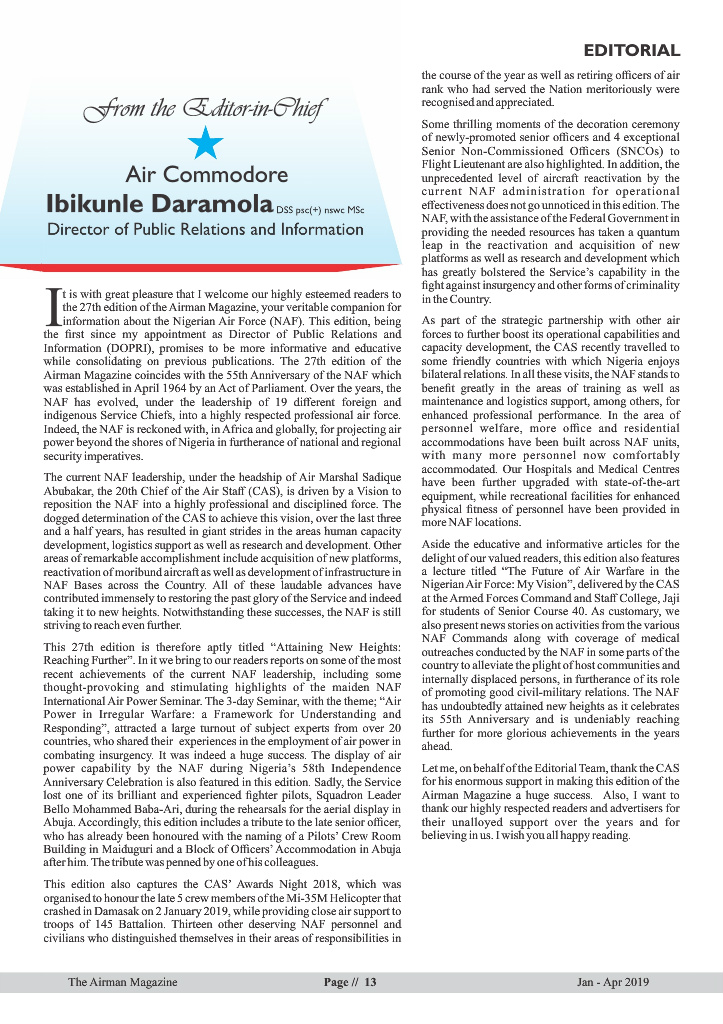 EDITORIAL
From the Editor-in-Chief
Air Commodore
Ibikunle Daramola DSS psc(+) nswc MSc
Director of Public Relations and Information
It is with great pleasure that I welcome our highly esteemed readers to
the 27th edition of the Airman Magazine, your veritable companion for
information about the Nigerian Air Force (NAF). This edition, being
the first since my appointment as Director of Public Relations and
Information (DOPRI), promises to be more informative and educative
while consolidating on previous publications. The 27th edition of the
Airman Magazine coincides with the 55th Anniversary of the NAF which
was established in April 1964 by an Act of Parliament. Over the years, the
NAF has evolved, under the leadership of 19 different foreign and
indigenous Service Chiefs, into a highly respected professional air force.
Indeed, the NAF is reckoned with, in Africa and globally, for projecting air
power beyond the shores of Nigeria in furtherance of national and regional
security imperatives.
The current NAF leadership, under the headship of Air Marshal Sadique
Abubakar, the 20th Chief of the Air Staff (CAS), is driven by a Vision to
reposition the NAF into a highly professional and disciplined force. The
dogged determination of the CAS to achieve this vision, over the last three
and a half years, has resulted in giant strides in the areas human capacity
development, logistics support as well as research and development. Other
areas of remarkable accomplishment include acquisition of new platforms,
reactivation of moribund aircraft as well as development of infrastructure in
NAF Bases across the Country. All of these laudable advances have
contributed immensely to restoring the past glory of the Service and indeed
taking it to new heights. Notwithstanding these successes, the NAF is still
striving to reach even further.
This 27th edition is therefore aptly titled “Attaining New Heights:
Reaching Further”. In it we bring to our readers reports on some of the most
recent achievements of the current NAF leadership, including some
thought-provoking and stimulating highlights of the maiden NAF
International Air Power Seminar. The 3-day Seminar, with the theme; “Air
Power in Irregular Warfare: a Framework for Understanding and
Responding”, attracted a large turnout of subject experts from over 20
countries, who shared their experiences in the employment of air power in
combating insurgency. It was indeed a huge success. The display of air
power capability by the NAF during Nigeria’s 58th Independence
Anniversary Celebration is also featured in this edition. Sadly, the Service
lost one of its brilliant and experienced fighter pilots, Squadron Leader
Bello Mohammed Baba-Ari, during the rehearsals for the aerial display in
Abuja. Accordingly, this edition includes a tribute to the late senior officer,
who has already been honoured with the naming of a Pilots’ Crew Room
Building in Maiduguri and a Block of Officers’ Accommodation in Abuja
after him. The tribute was penned by one of his colleagues.
This edition also captures the CAS’ Awards Night 2018, which was
organised to honour the late 5 crew members of the Mi-35M Helicopter that
crashed in Damasak on 2 January 2019, while providing close air support to
troops of 145 Battalion. Thirteen other deserving NAF personnel and
civilians who distinguished themselves in their areas of responsibilities in
the course of the year as well as retiring officers of air
rank who had served the Nation meritoriously were
recognised and appreciated.
Some thrilling moments of the decoration ceremony
of newly-promoted senior officers and 4 exceptional
Senior Non-Commissioned Officers (SNCOs) to
Flight Lieutenant are also highlighted. In addition, the
unprecedented level of aircraft reactivation by the
current NAF administration for operational
effectiveness does not go unnoticed in this edition. The
NAF, with the assistance of the Federal Government in
providing the needed resources has taken a quantum
leap in the reactivation and acquisition of new
platforms as well as research and development which
has greatly bolstered the Service’s capability in the
fight against insurgency and other forms of criminality
in the Country.
As part of the strategic partnership with other air
forces to further boost its operational capabilities and
capacity development, the CAS recently travelled to
some friendly countries with which Nigeria enjoys
bilateral relations. In all these visits, the NAF stands to
benefit greatly in the areas of training as well as
maintenance and logistics support, among others, for
enhanced professional performance. In the area of
personnel welfare, more office and residential
accommodations have been built across NAF units,
with many more personnel now comfortably
accommodated. Our Hospitals and Medical Centres
have been further upgraded with state-of-the-art
equipment, while recreational facilities for enhanced
physical fitness of personnel have been provided in
more NAF locations.
Aside the educative and informative articles for the
delight of our valued readers, this edition also features
a lecture titled “The Future of Air Warfare in the
Nigerian Air Force: My Vision”, delivered by the CAS
at the Armed Forces Command and Staff College, Jaji
for students of Senior Course 40. As customary, we
also present news stories on activities from the various
NAF Commands along with coverage of medical
outreaches conducted by the NAF in some parts of the
country to alleviate the plight of host communities and
internally displaced persons, in furtherance of its role
of promoting good civil-military relations. The NAF
has undoubtedly attained new heights as it celebrates
its 55th Anniversary and is undeniably reaching
further for more glorious achievements in the years
ahead.
Let me, on behalf of the Editorial Team, thank the CAS
for his enormous support in making this edition of the
Airman Magazine a huge success. Also, I want to
thank our highly respected readers and advertisers for
their unalloyed support over the years and for
believing in us. I wish you all happy reading.
The Airman Magazine
Page // 13
Jan - Apr 2019